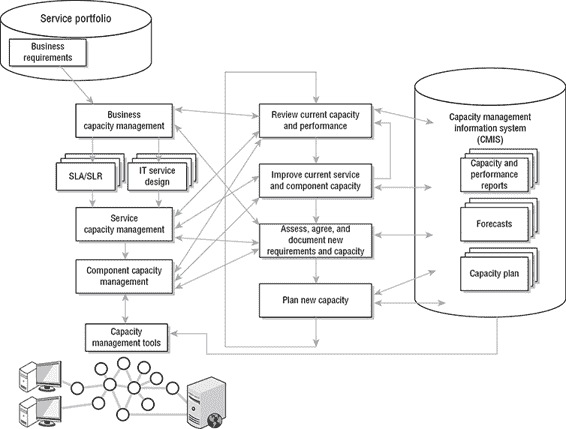 Service portfolio
Business
requirements
Business
capacity management
SLA/SLR
IT service
design
Service
capacity management
Component capacity
management
Capacity
management tools
Review current capacity
and performance
Improve current service
and component capacity
Assess, agree, and
document new
requirements and capacity
Plan new capacity
Capacity management
information system
(CMIS)
Capacity and
performance
reports
Forecasts
Capacity plan